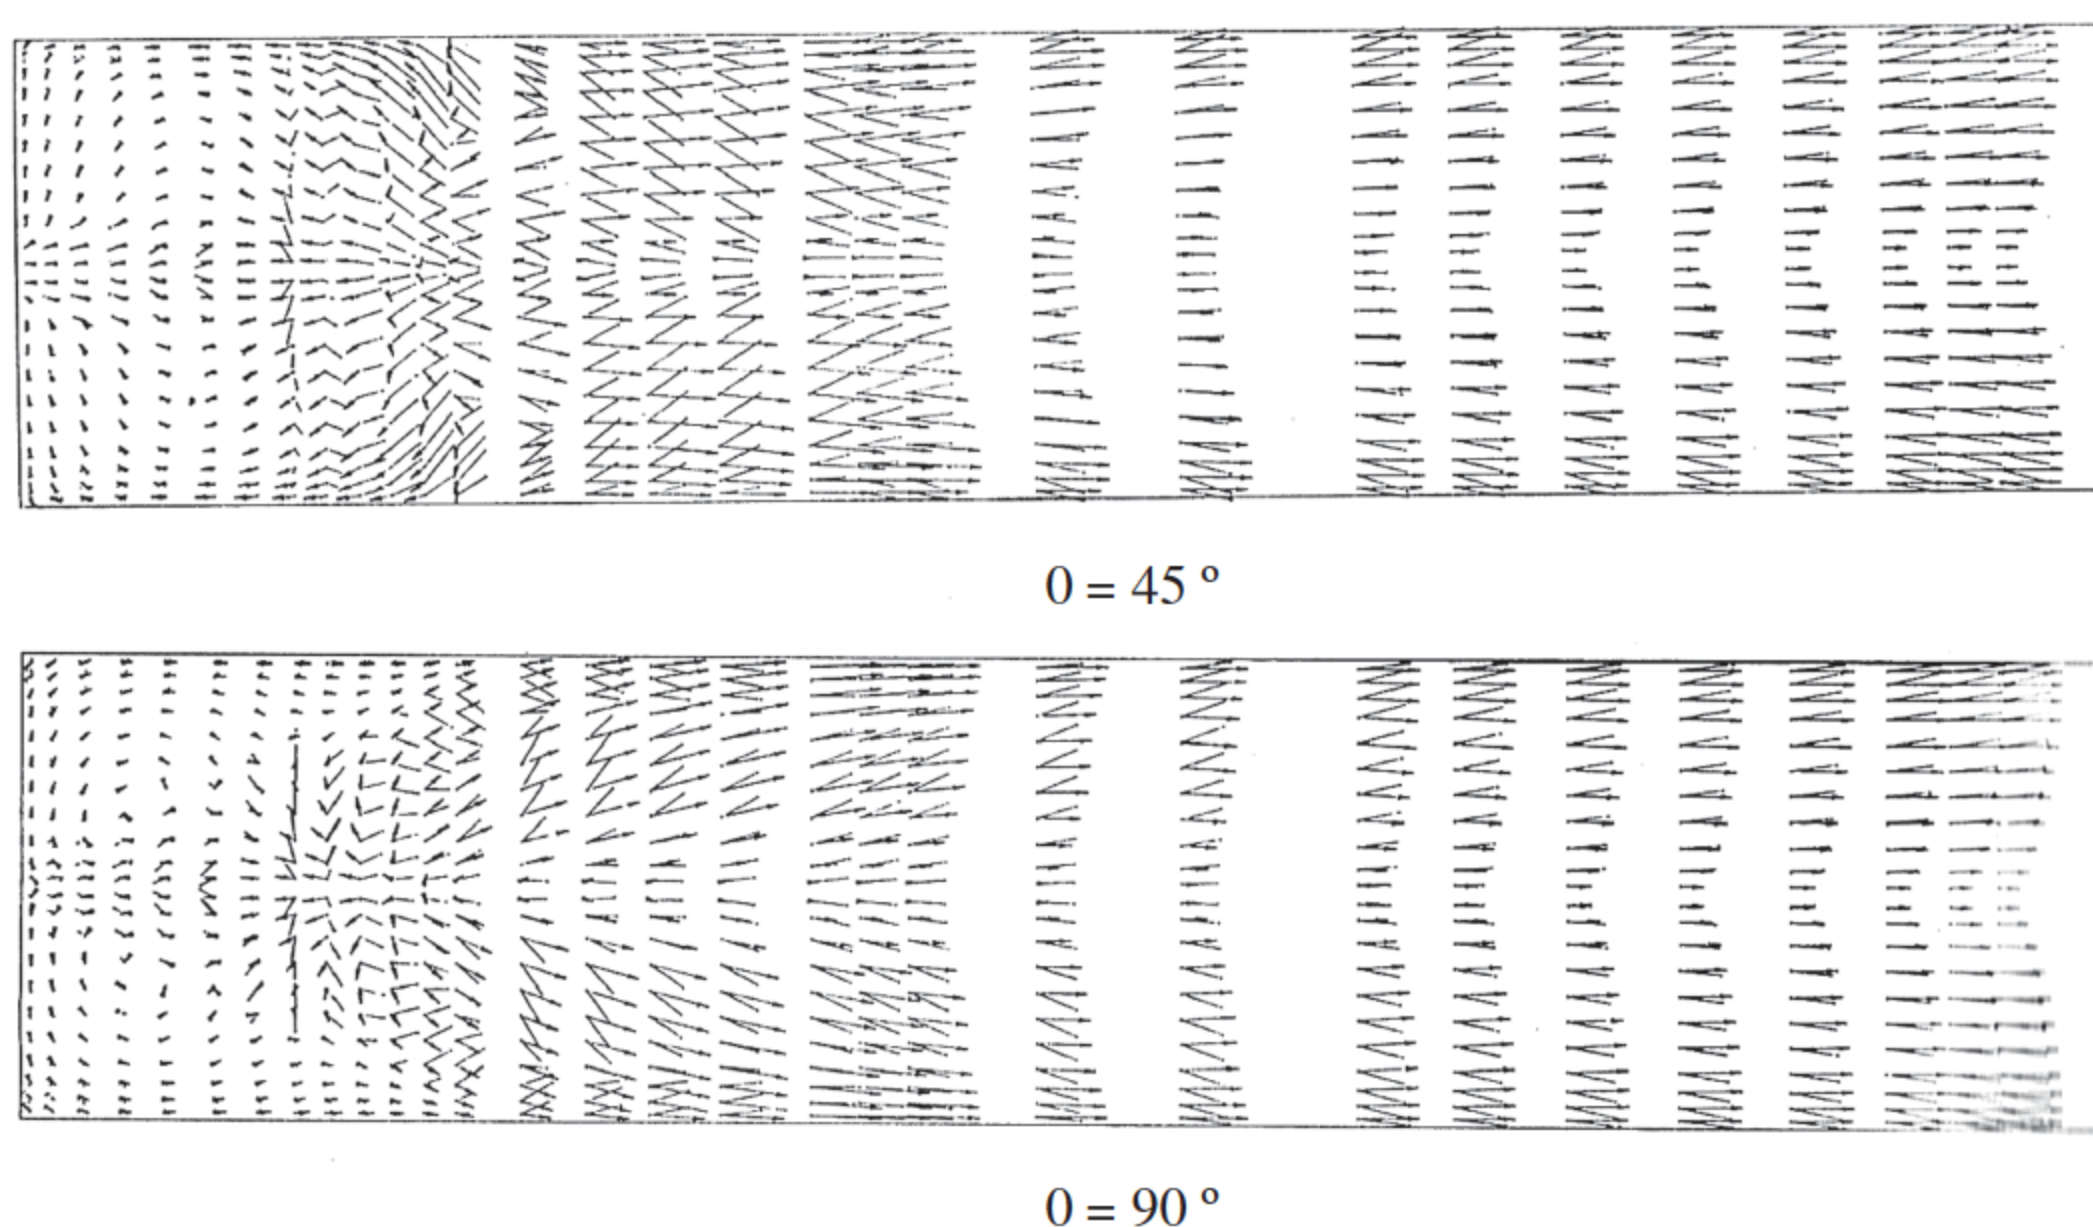 0 = 45 º
0 = 90 º